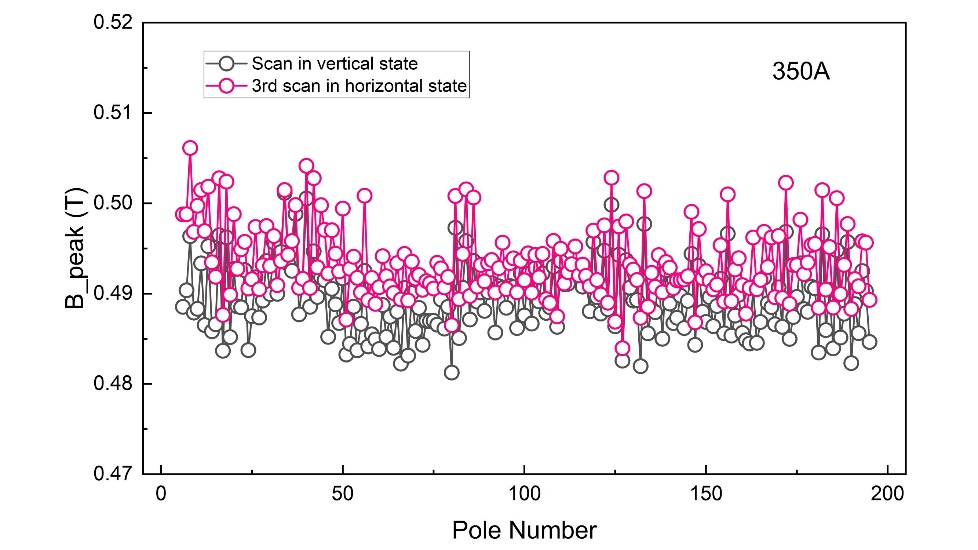 0.52
Scan in vertical state
3rd scan in horizontal state
350A
0.51
0.50
B_peak (T)
0.49
0.48
0.47
0 50 100 150 200
Pole Number